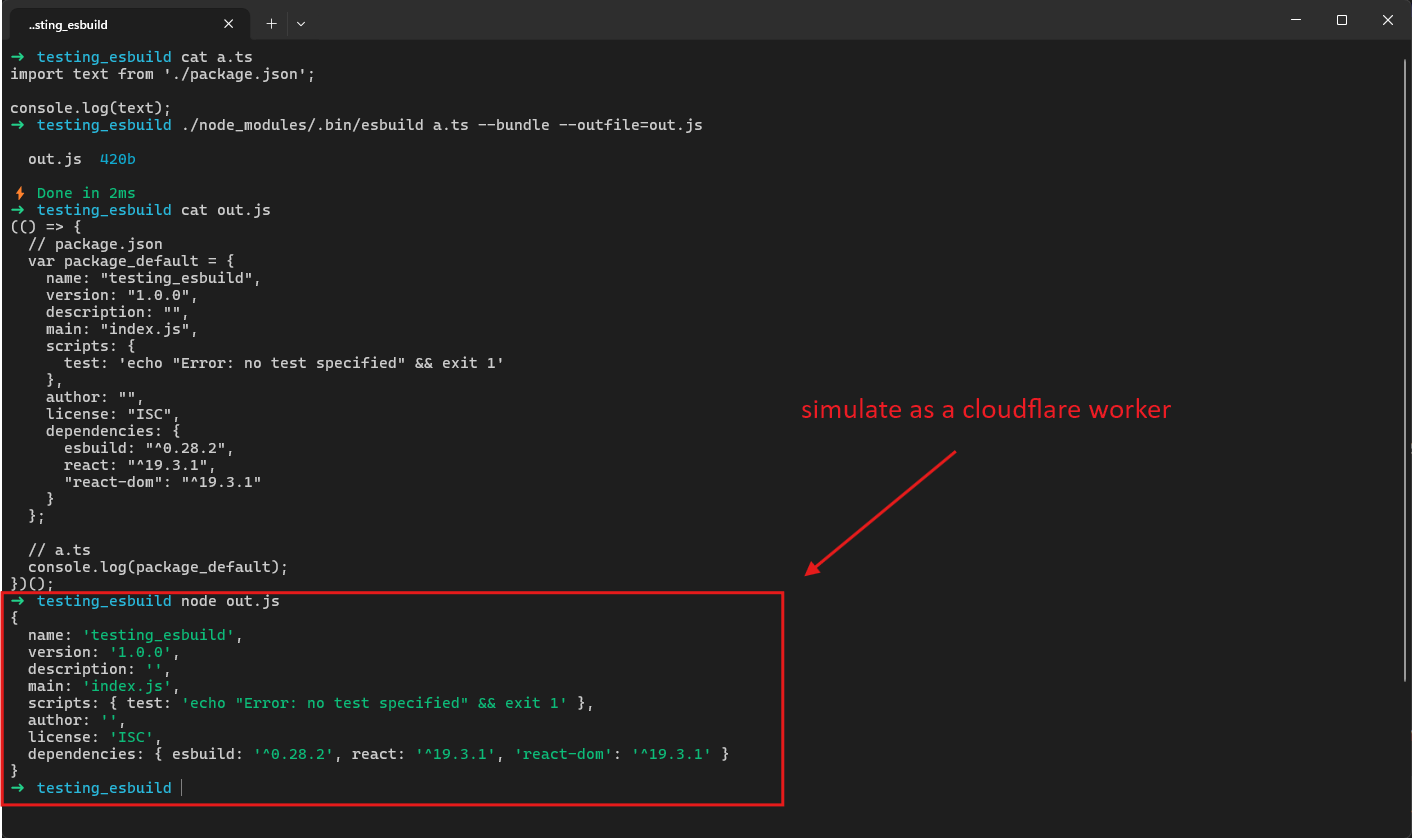 ..sting_esbuild
→ testing_esbuild cat a.ts
import text from './package.json';
console.log(text);
→ testing_esbuild ./node_modules/.bin/esbuild a.ts --bundle --outfile=out.js
out.js 420b
⚡ Done in 2ms
→ testing_esbuild cat out.js
(() => {
// package.json
var package_default = {
name: "testing_esbuild",
version: "1.0.0",
description: "",
main: "index.js",
scripts: {
test: 'echo "Error: no test specified" && exit 1'
},
author: "",
license: "ISC",
dependencies: {
esbuild: "^0.28.2",
react: "^19.3.1",
"react-dom": "^19.3.1"
}
};
// a.ts
console.log(package_default);
})();
simulate as a cloudflare worker
→ testing_esbuild node out.js
{
name: 'testing_esbuild',
version: '1.0.0',
description: '',
main: 'index.js',
scripts: { test: 'echo "Error: no test specified" && exit 1' },
author: '',
license: 'ISC',
dependencies: { esbuild: '^0.28.2', react: '^19.3.1', 'react-dom': '^19.3.1' }
}
→ testing_esbuild